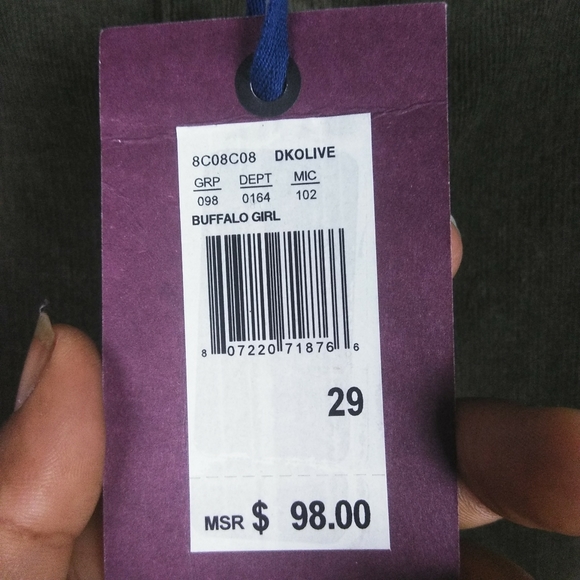 8C08C08 DKOLIVE
GRP DEPT MIC
098 0164 102
BUFFALO GIRL
8 07220 71876 6
29
MSR $ 98.00